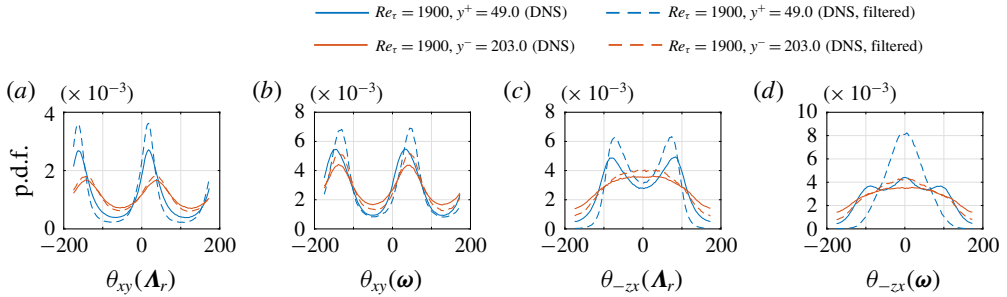 Re_τ = 1900, y⁺ = 49.0 (DNS)
Re_τ = 1900, y⁺ = 49.0 (DNS, filtered)
Re_τ = 1900, y⁻ = 203.0 (DNS)
Re_τ = 1900, y⁻ = 203.0 (DNS, filtered)
(a) (× 10⁻³)
(b) (× 10⁻³)
(c) (× 10⁻³)
(d) (× 10⁻³)
p.d.f.
4
2
0
−200 0 200
θ_xy(Λ_r)
8
6
4
2
0
−200 0 200
θ_xy(ω)
8
6
4
2
0
−200 0 200
θ_−zx(Λ_r)
10
8
6
4
2
0
−200 0 200
θ_−zx(ω)